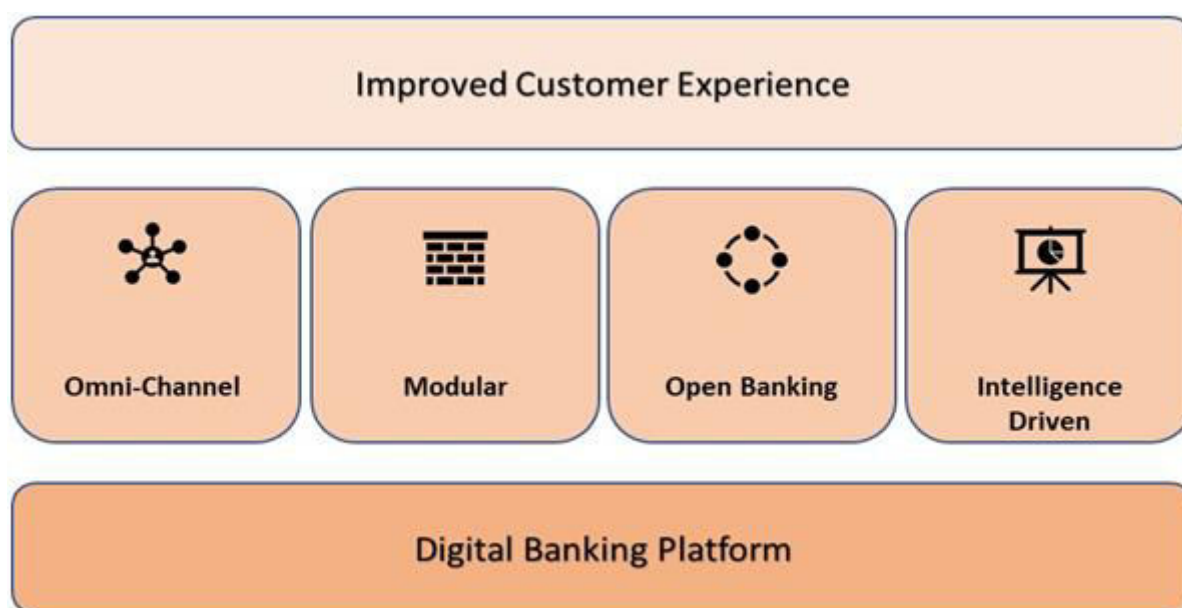 Improved Customer Experience
Omni-Channel
Modular
Open Banking
Intelligence
Driven
Digital Banking Platform